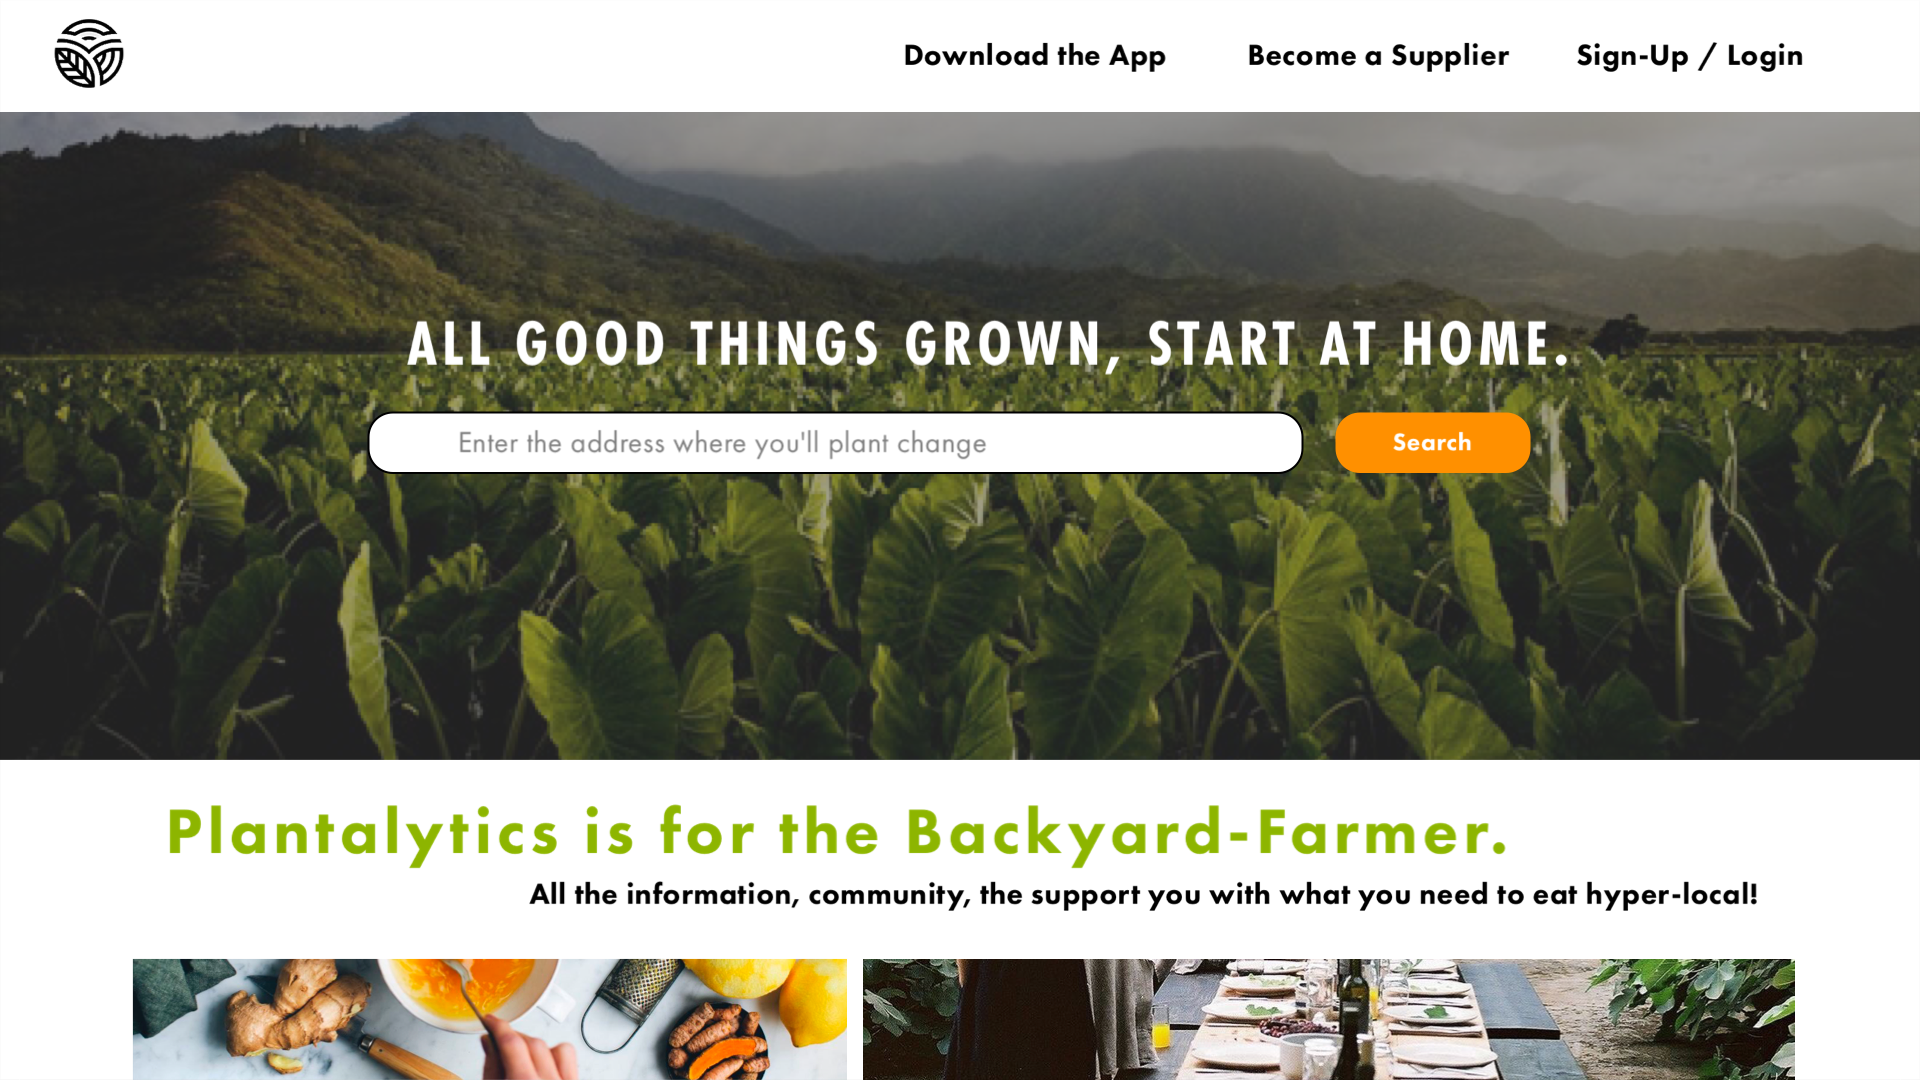 Download the App
Become a Supplier
Sign-Up / Login
ALL GOOD THINGS GROWN, START AT HOME.
Enter the address where you'll plant change
Search
Plantalytics is for the Backyard-Farmer.
All the information, community, the support you with what you need to eat hyper-local!